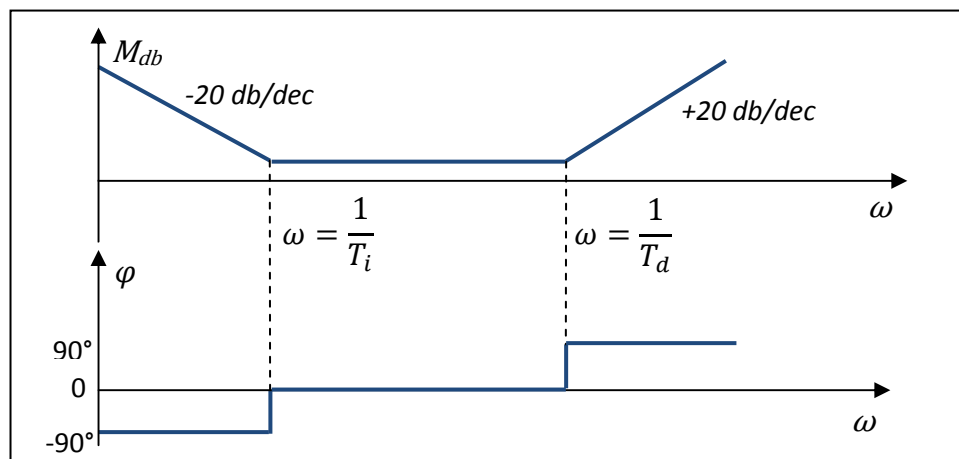 M_db
-20 db/dec
+20 db/dec
ω
ω = 1/T_i
ω = 1/T_d
φ
90°
0
-90°
ω